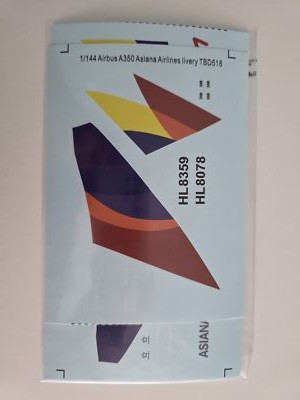 1/144 Airbus A350 Asiana Airlines livery TBD518
HL8359
HL8078
ASIANA